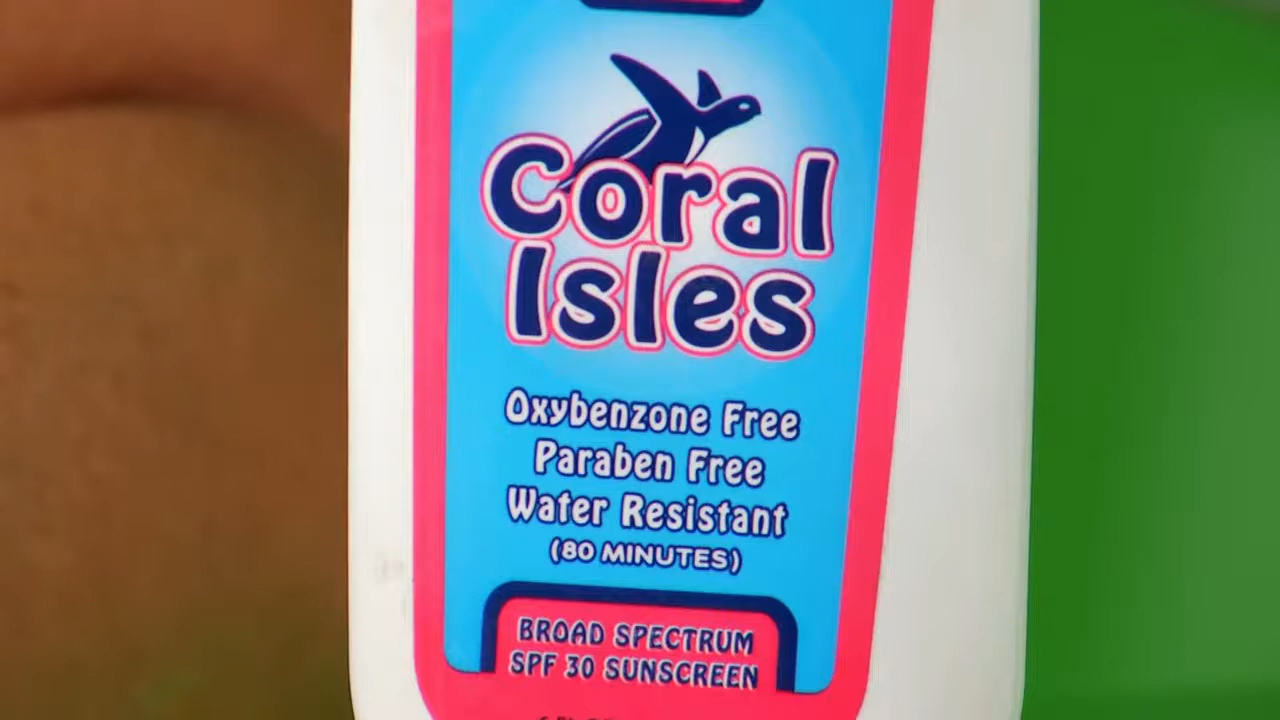 Coral
Isles
Oxybenzone Free
Paraben Free
Water Resistant
(80 MINUTES)
BROAD SPECTRUM
SPF 30 SUNSCREEN